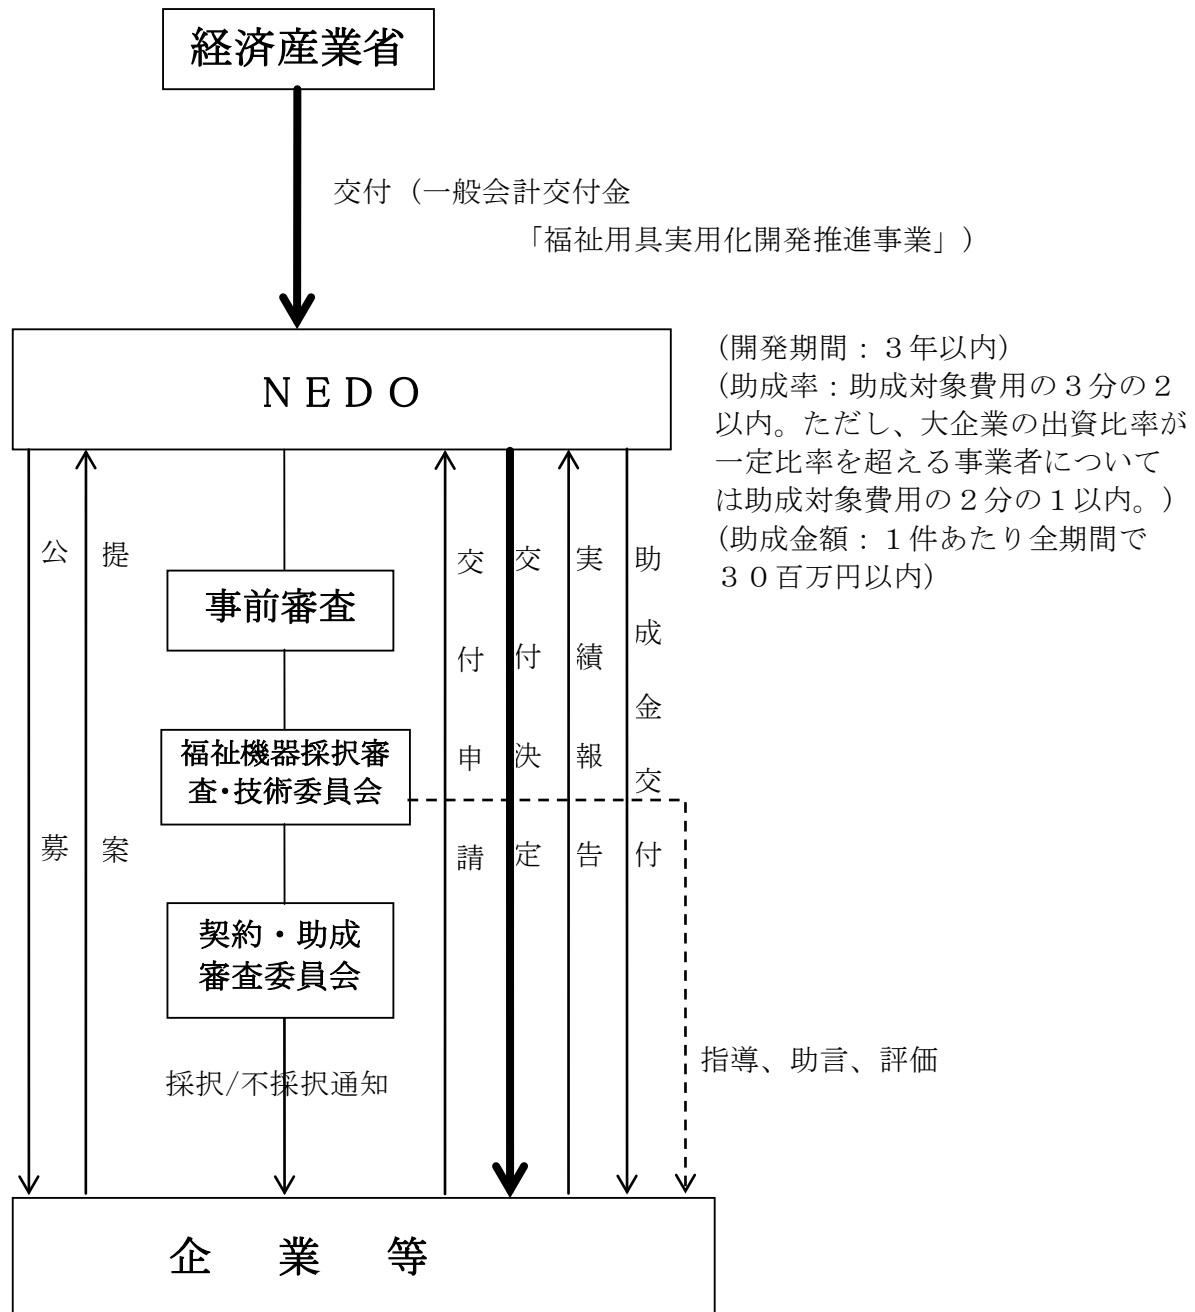 経済産業省
交付（一般会計交付金
「福祉用具実用化開発推進事業」）
ＮＥＤＯ
(開発期間：３年以内)
(助成率：助成対象費用の３分の２
以内。ただし、大企業の出資比率が
一定比率を超える事業者について
は助成対象費用の２分の１以内。)
(助成金額：１件あたり全期間で
３０百万円以内)
公募
提案
事前審査
福祉機器採択審
査・技術委員会
契約・助成
審査委員会
採択/不採択通知
交付申請
交付決定
実績報告
助成金交付
指導、助言、評価
企業等